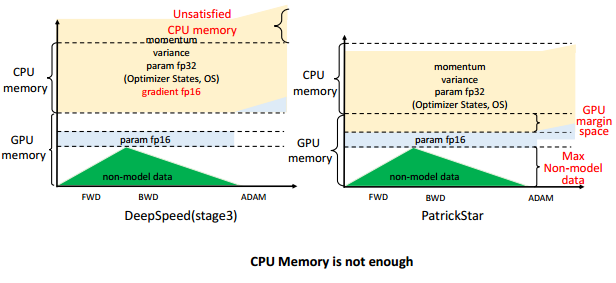 Unsatisfied
CPU memory
momentum
variance
param fp32
(Optimizer States, OS)
gradient fp16
CPU
memory
GPU
memory
param fp16
non-model data
FWD
BWD
ADAM
DeepSpeed(stage3)
momentum
variance
param fp32
(Optimizer States, OS)
CPU
memory
GPU
margin
space
GPU
memory
param fp16
Max
Non-model
data
non-model data
FWD
BWD
ADAM
PatrickStar
CPU Memory is not enough